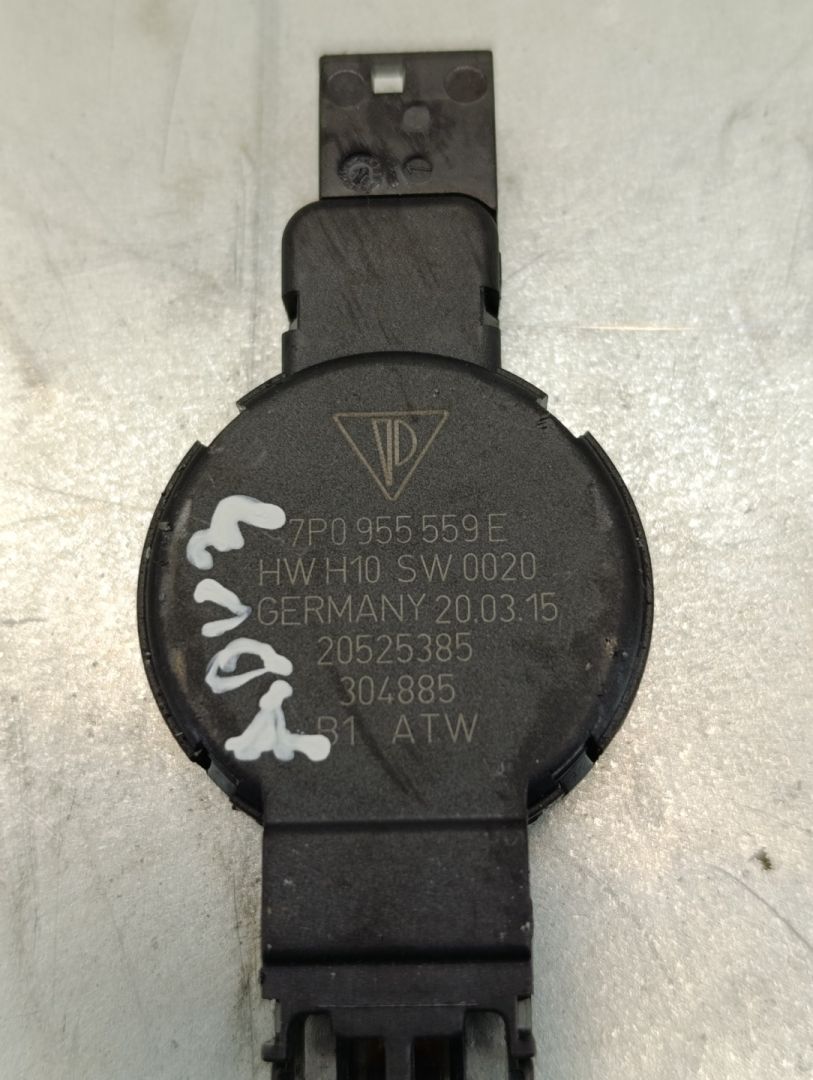 7P0 955 559 E
HW H10 SW 0020
GERMANY 20.03.15
20525385
304885
B1 ATW